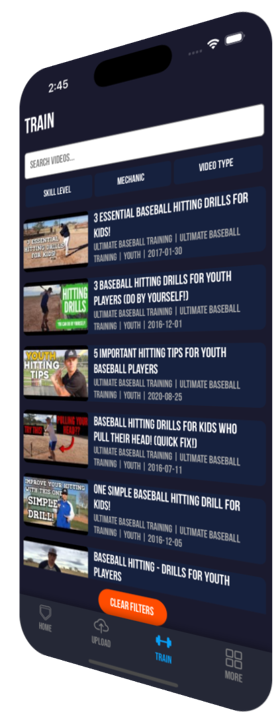 2:45
TRAIN
SEARCH VIDEOS...
SKILL LEVEL
MECHANIC
VIDEO TYPE
ESSENTIAL
BASEBALL
HITTING DRILLS
FOR KIDS!
3 ESSENTIAL BASEBALL HITTING DRILLS FOR
KIDS!
ULTIMATE BASEBALL TRAINING | ULTIMATE BASEBALL
TRAINING | YOUTH | 2017-01-30
HITTING
DRILLS
3 BASEBALL HITTING DRILLS FOR YOUTH
PLAYERS (DO BY YOURSELF!)
ULTIMATE BASEBALL TRAINING | ULTIMATE BASEBALL
TRAINING | YOUTH | 2016-12-01
YOUTH
HITTING
TIPS
5 IMPORTANT HITTING TIPS FOR YOUTH
BASEBALL PLAYERS
ULTIMATE BASEBALL TRAINING | ULTIMATE BASEBALL
TRAINING | YOUTH | 2020-08-25
PULLING YOUR
HEAD?!
BASEBALL HITTING DRILLS FOR KIDS WHO
PULL THEIR HEAD! (QUICK FIX!)
ULTIMATE BASEBALL TRAINING | ULTIMATE BASEBALL
TRAINING | YOUTH | 2016-07-11
IMPROVE YOUR HITTING
WITH THIS ONE
SIMPLE
DRILL!
ONE SIMPLE BASEBALL HITTING DRILL FOR
KIDS!
ULTIMATE BASEBALL TRAINING | ULTIMATE BASEBALL
TRAINING | YOUTH | 2016-12-05
BASEBALL HITTING - DRILLS FOR YOUTH
PLAYERS
CLEAR FILTERS
HOME
UPLOAD
TRAIN
MORE